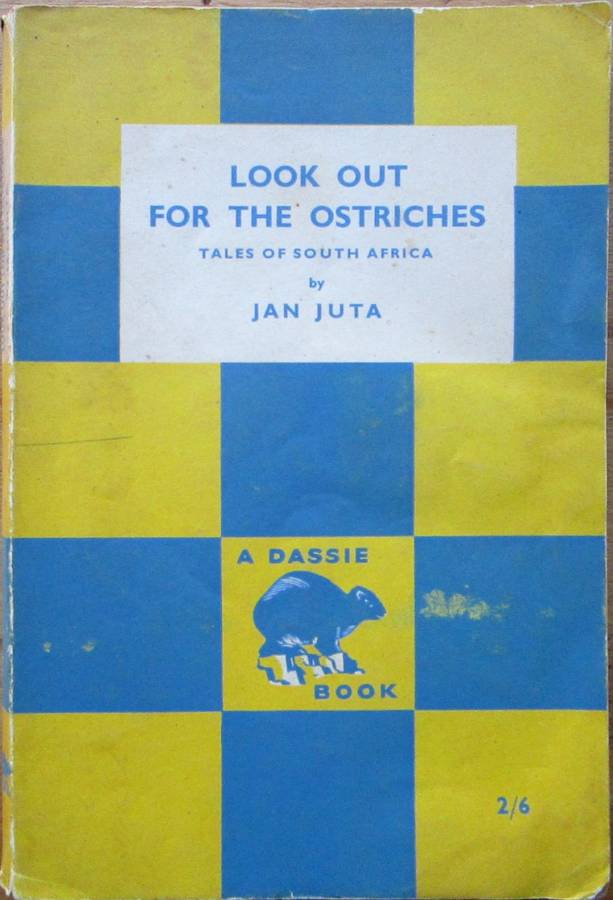 LOOK OUT
FOR THE OSTRICHES
TALES OF SOUTH AFRICA
by
JAN JUTA
A DASSIE
BOOK
2/6